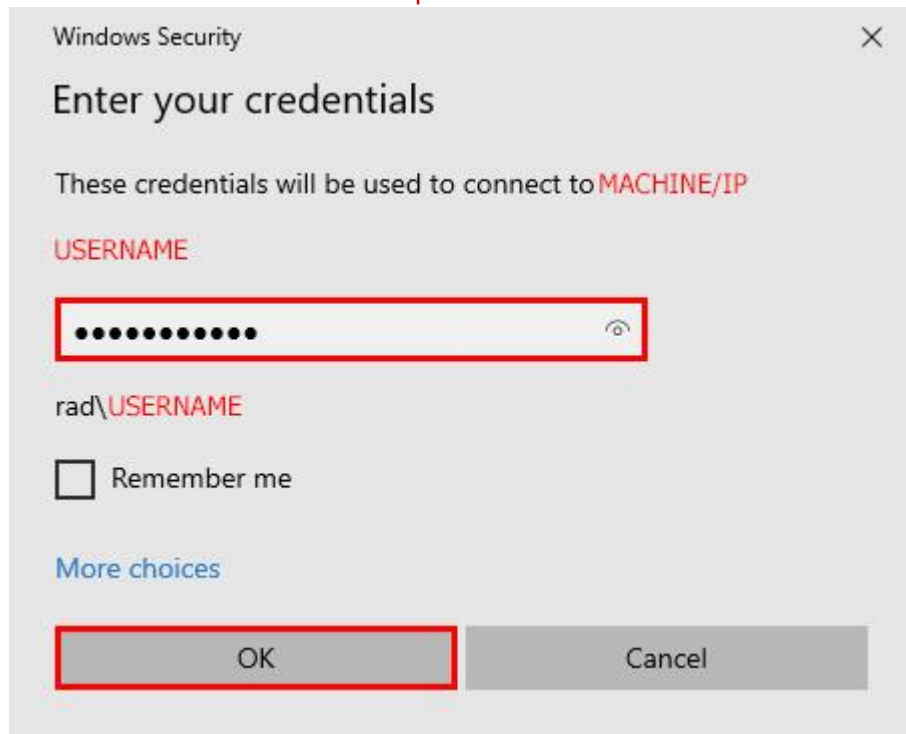 Windows Security
Enter your credentials
These credentials will be used to connect to MACHINE/IP
USERNAME
●●●●●●●●●●●
rad\USERNAME
Remember me
More choices
OK Cancel